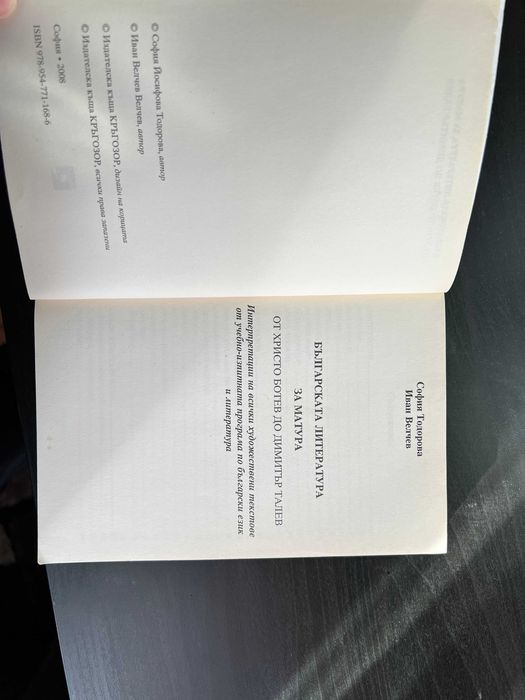 © София Йосифова Тодорова, автор
© Иван Велчев Велчев, автор
© Издателска къща КРЪГОЗОР, дизайн на корицата
© Издателска къща КРЪГОЗОР, всички права запазени
София • 2008
ISBN 978-954-771-168-6
София Тодорова
Иван Велчев
БЪЛГАРСКАТА ЛИТЕРАТУРА
ЗА МАТУРА
ОТ ХРИСТО БОТЕВ ДО ДИМИТЪР ТАЛЕВ
Интерпретации на всички художествени текстове
от учебно-изпитната програма по български език
и литература